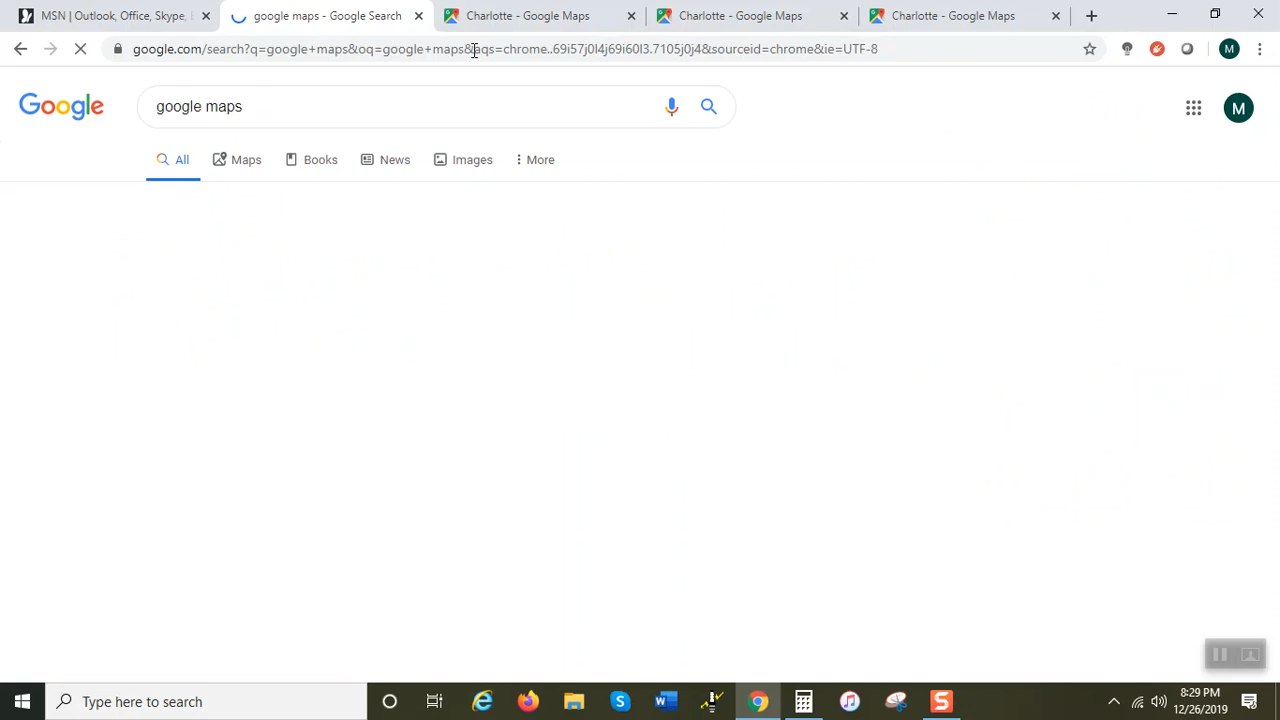 MSN | Outlook, Office, Skype, google maps - Google Search Charlotte - Google Maps Charlotte - Google Maps Charlotte - Google Maps
google.com/search?q=google+maps&oq=google+maps&aqs=chrome..69i57j0l4j69i60l3.7105j0j4&sourceid=chrome&ie=UTF-8 M
Google google maps M
All Maps Books News Images More
Type here to search
8:29 PM
12/26/2019